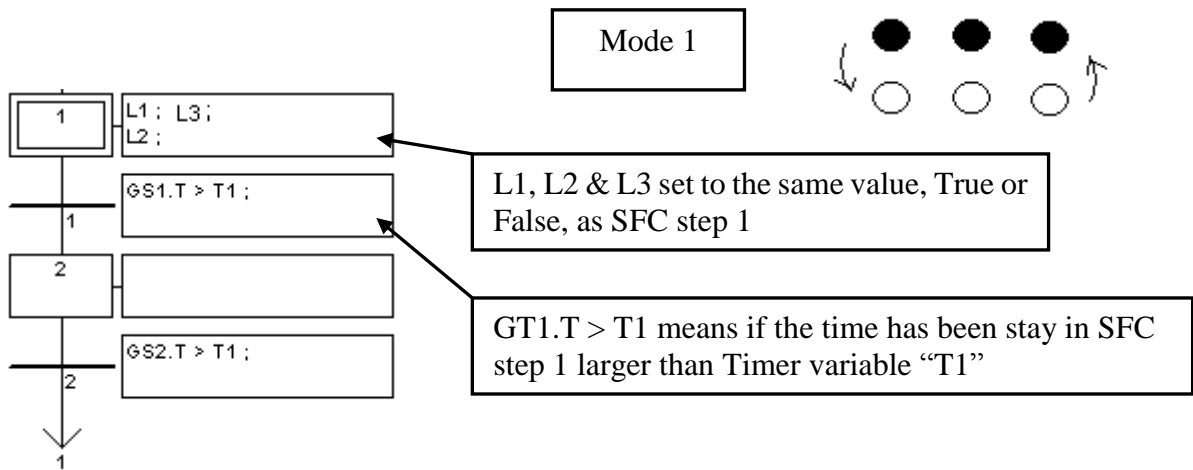 Mode 1
1
L1 ; L3 ;
L2 ;
L1, L2 & L3 set to the same value, True or
False, as SFC step 1
GS1.T > T1 ;
1
2
GT1.T > T1 means if the time has been stay in SFC
step 1 larger than Timer variable “T1”
GS2.T > T1 ;
2
1